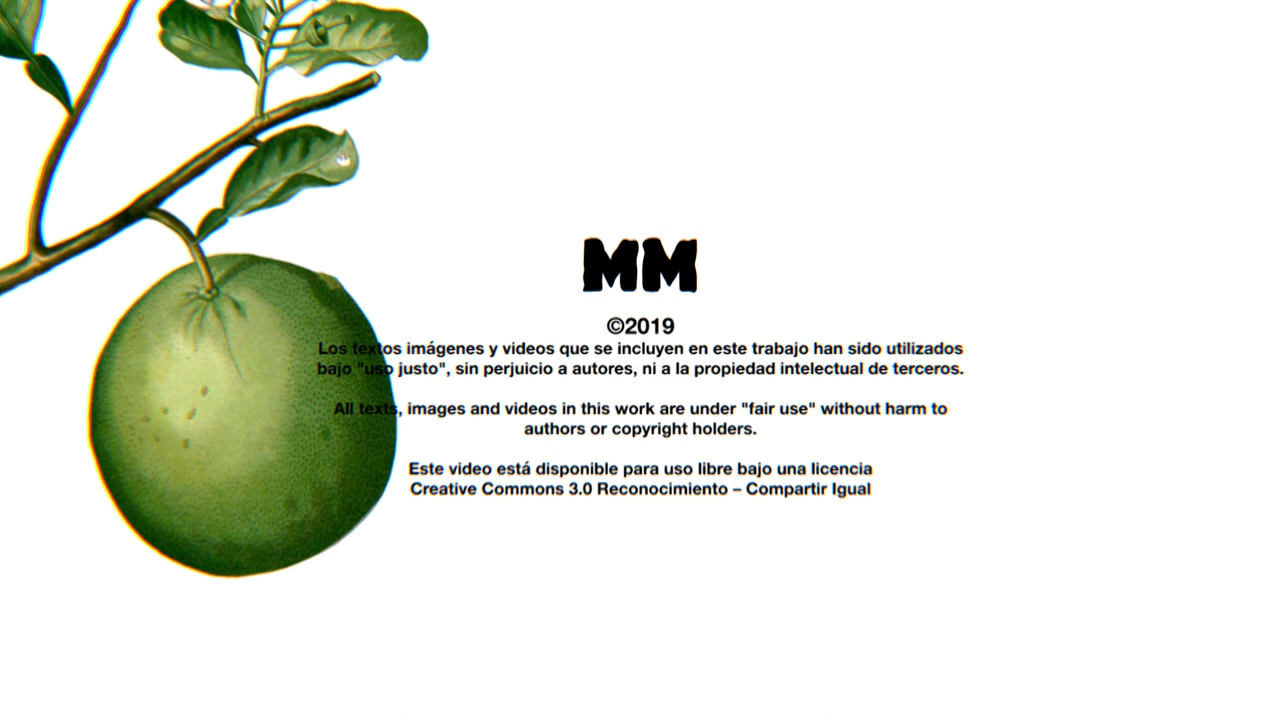 MM
©2019
Los textos imágenes y videos que se incluyen en este trabajo han sido utilizados
bajo "uso justo", sin perjuicio a autores, ni a la propiedad intelectual de terceros.
All texts, images and videos in this work are under "fair use" without harm to
authors or copyright holders.
Este video está disponible para uso libre bajo una licencia
Creative Commons 3.0 Reconocimiento – Compartir Igual